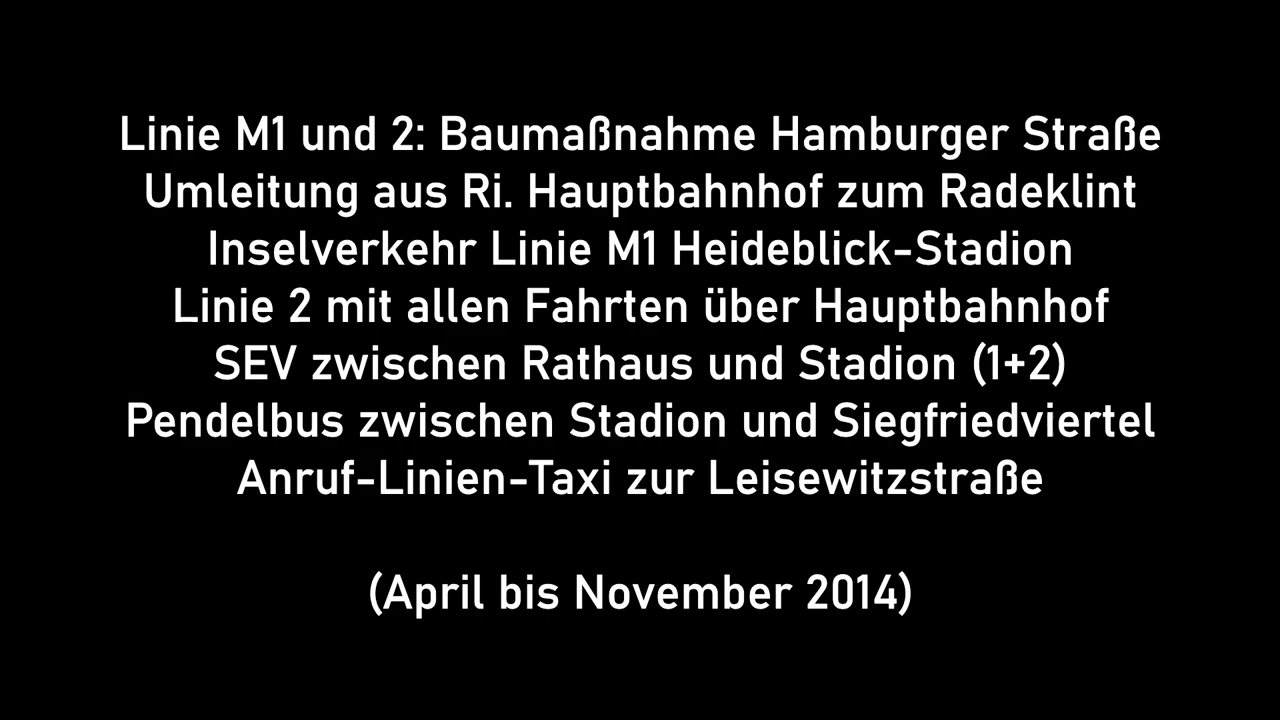 Linie M1 und 2: Baumaßnahme Hamburger Straße
Umleitung aus Ri. Hauptbahnhof zum Radeklint
Inselverkehr Linie M1 Heideblick-Stadion
Linie 2 mit allen Fahrten über Hauptbahnhof
SEV zwischen Rathaus und Stadion (1+2)
Pendelbus zwischen Stadion und Siegfriedviertel
Anruf-Linien-Taxi zur Leisewitzstraße
(April bis November 2014)